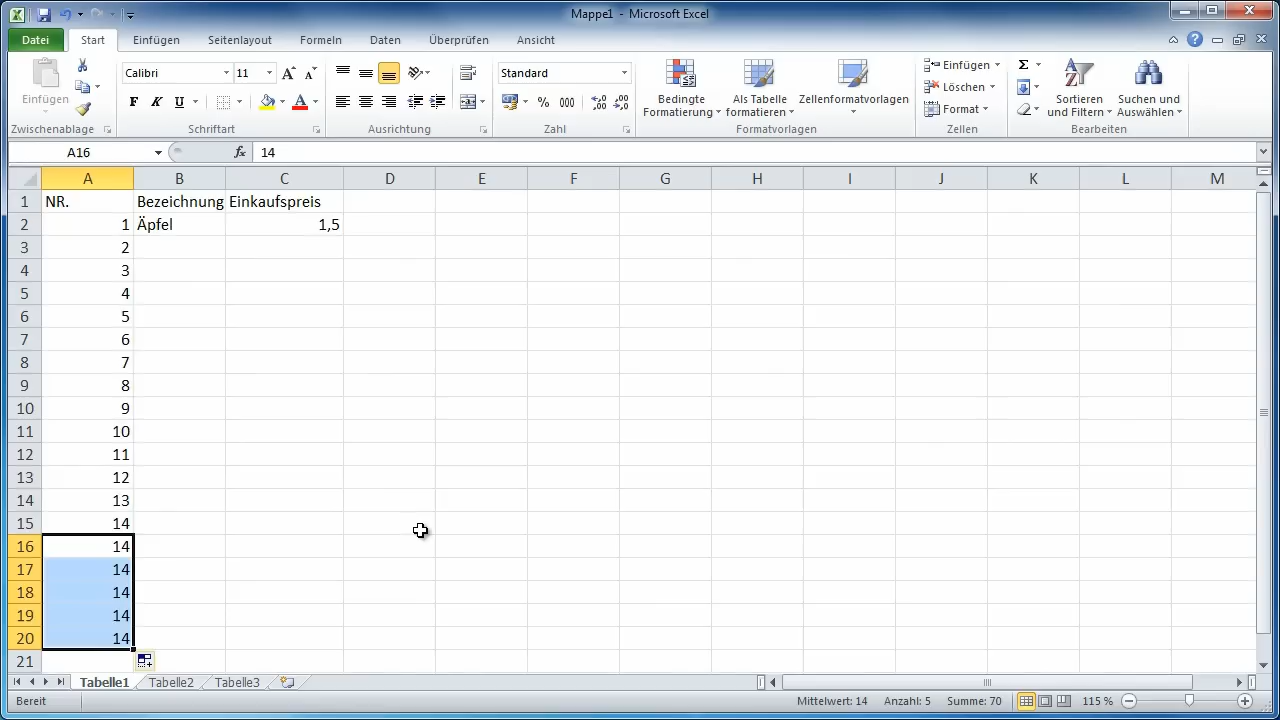 Mappe1 - Microsoft Excel
Datei Start Einfügen Seitenlayout Formeln Daten Überprüfen Ansicht
Einfügen
Zwischenablage
Calibri 11
F K U
Schriftart
Ausrichtung
Standard
% 000
Zahl
Bedingte Formatierung
Als Tabelle formatieren
Zellenformatvorlagen
Formatvorlagen
Einfügen
Löschen
Format
Zellen
Σ
Sortieren und Filtern
Suchen und Auswählen
Bearbeiten
A16 fx 14
A B C D E F G H I J K L M
1 NR. Bezeichnung Einkaufspreis
2 1 Äpfel 1,5
3 2
4 3
5 4
6 5
7 6
8 7
9 8
10 9
11 10
12 11
13 12
14 13
15 14
16 14
17 14
18 14
19 14
20 14
21
Tabelle1 Tabelle2 Tabelle3
Bereit Mittelwert: 14 Anzahl: 5 Summe: 70 115 %